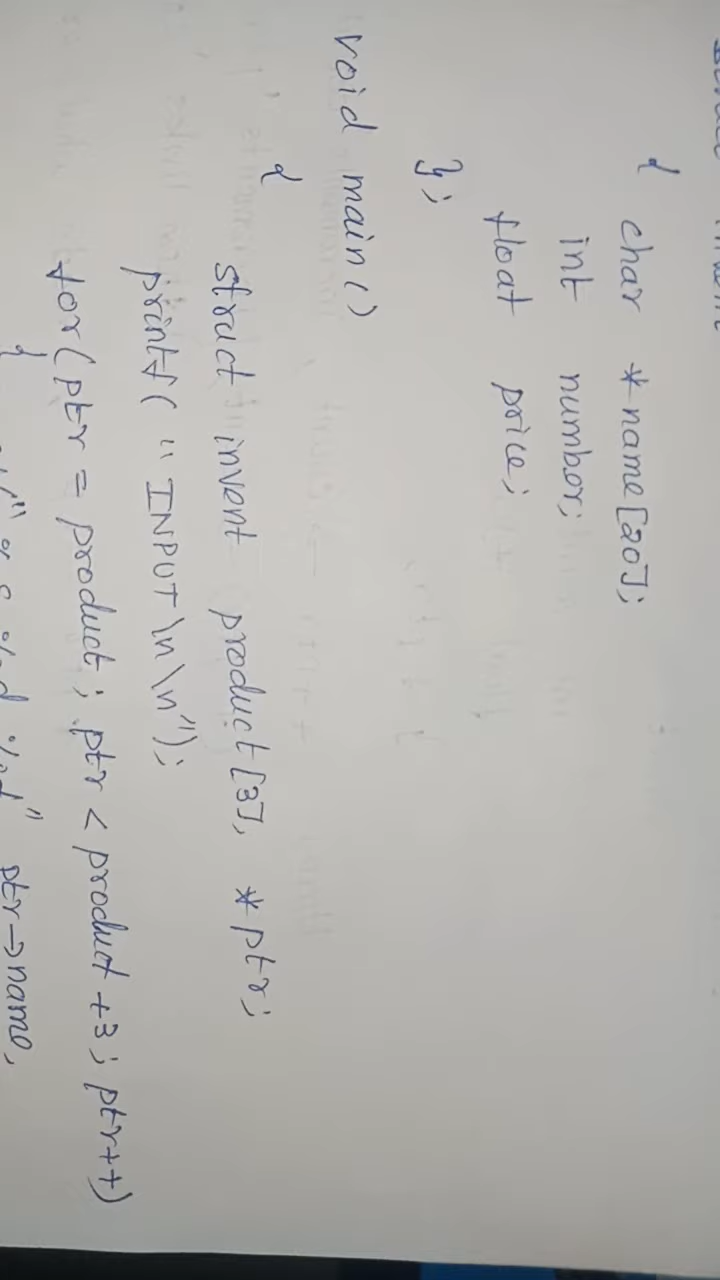 { char *name[20];
int number;
float price;
};
void main()
{
struct invent product[3], *ptr;
printf("INPUT\n\n");
for(ptr = product; ptr < product +3; ptr++)
{
%d" ptr->name,